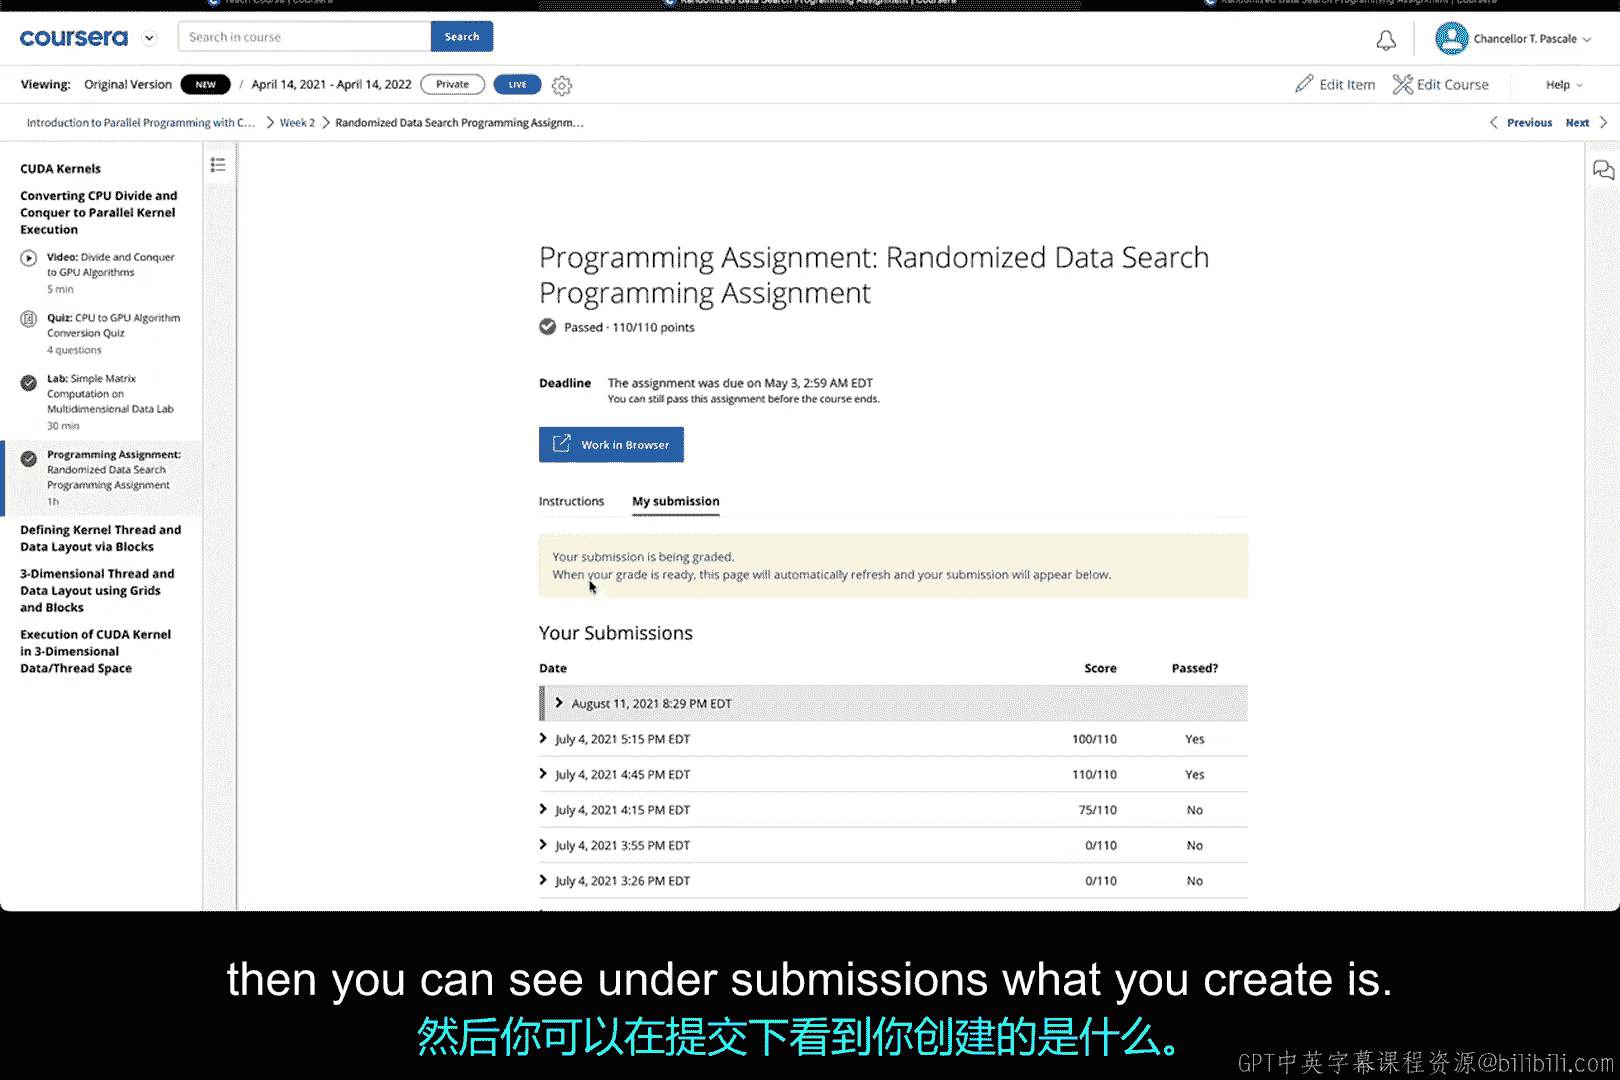 Randomized Data Search Programming Assignment | Coursera
coursera
Search in course
Search
Chancellor T. Pascale
Viewing: Original Version NEW / April 14, 2021 - April 14, 2022 Private LIVE
Edit Item
Edit Course
Help
Introduction to Parallel Programming with C... > Week 2 > Randomized Data Search Programming Assignm...
Previous
Next
CUDA Kernels
Converting CPU Divide and
Conquer to Parallel Kernel
Execution
Video: Divide and Conquer
to GPU Algorithms
5 min
Quiz: CPU to GPU Algorithm
Conversion Quiz
4 questions
Lab: Simple Matrix
Computation on
Multidimensional Data Lab
30 min
Programming Assignment:
Randomized Data Search
Programming Assignment
1h
Defining Kernel Thread and
Data Layout via Blocks
3-Dimensional Thread and
Data Layout using Grids
and Blocks
Execution of CUDA Kernel
in 3-Dimensional
Data/Thread Space
Programming Assignment: Randomized Data Search
Programming Assignment
Passed · 110/110 points
Deadline The assignment was due on May 3, 2:59 AM EDT
You can still pass this assignment before the course ends.
Work in Browser
Instructions
My submission
Your submission is being graded.
When your grade is ready, this page will automatically refresh and your submission will appear below.
Your Submissions
Date Score Passed?
August 11, 2021 8:29 PM EDT
July 4, 2021 5:15 PM EDT 100/110 Yes
July 4, 2021 4:45 PM EDT 110/110 Yes
July 4, 2021 4:15 PM EDT 75/110 No
July 4, 2021 3:55 PM EDT 0/110 No
July 4, 2021 3:26 PM EDT 0/110 No
then you can see under submissions what you create is.
然后你可以在提交下看到你创建的是什么。
GPT中英字幕课程资源@bilibili.com